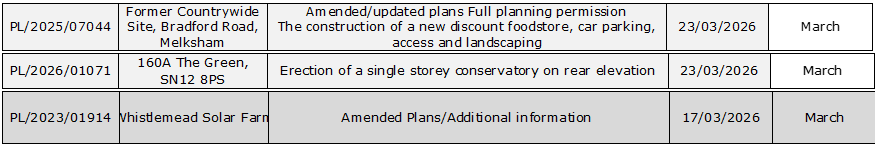 PL/2025/07044
Former Countrywide
Site, Bradford Road,
Melksham
Amended/updated plans Full planning permission
The construction of a new discount foodstore, car parking,
access and landscaping
23/03/2026
March
PL/2026/01071
160A The Green,
SN12 8PS
Erection of a single storey conservatory on rear elevation
23/03/2026
March
PL/2023/01914
Whistlemead Solar Farm
Amended Plans/Additional information
17/03/2026
March